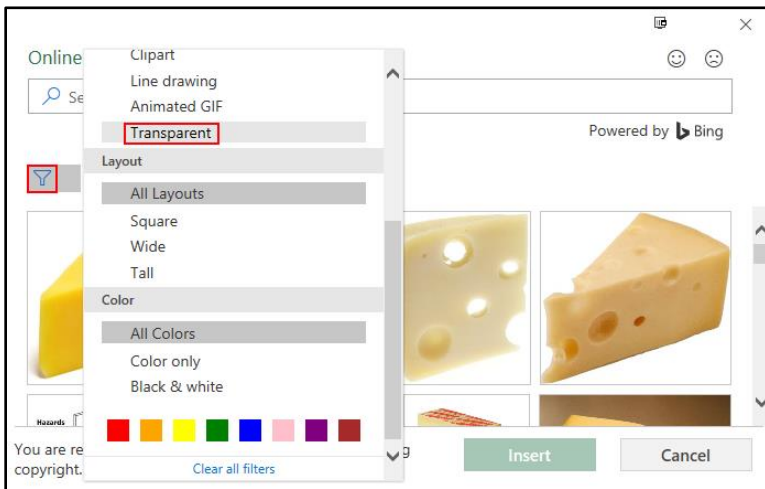 Online
Clipart
Line drawing
Animated GIF
Transparent
Se
Powered by Bing
Layout
All Layouts
Square
Wide
Tall
Color
All Colors
Color only
Black & white
Hazards
You are re
g
copyright.
Clear all filters
Insert
Cancel